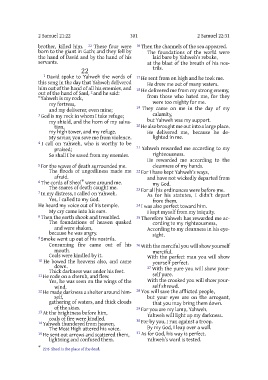 2 Samuel 21:22 301 2 Samuel 22:31
brother, killed him. 22 These four were
born to the giant in Gath; and they fell by
the hand of David and by the hand of his
servants.
22
1 David spoke to Yahweh the words of
this song in the day that Yahweh delivered
him out of the hand of all his enemies, and
out of the hand of Saul, 2 and he said:
"Yahweh is my rock,
my fortress,
and my deliverer, even mine;
3 God is my rock in whom I take refuge;
my shield, and the horn of my salva-
tion,
my high tower, and my refuge,
My savior, you save me from violence.
4 I call on Yahweh, who is worthy to be
praised;
So shall I be saved from my enemies.
5 For the waves of death surrounded me.
The floods of ungodliness made me
afraid.
6 The cords of Sheol* were around me.
The snares of death caught me.
7 In my distress, I called on Yahweh.
Yes, I called to my God.
He heard my voice out of his temple.
My cry came into his ears.
8 Then the earth shook and trembled.
The foundations of heaven quaked
and were shaken,
because he was angry.
9 Smoke went up out of his nostrils.
Consuming fire came out of his
mouth.
Coals were kindled by it.
10 He bowed the heavens also, and came
down.
Thick darkness was under his feet.
11 He rode on a cherub, and flew.
Yes, he was seen on the wings of the
wind.
12 He made darkness a shelter around him-
self,
gathering of waters, and thick clouds
of the skies.
13 At the brightness before him,
coals of fire were kindled.
14 Yahweh thundered from heaven.
The Most High uttered his voice.
15 He sent out arrows and scattered them,
lightning and confused them.
16 Then the channels of the sea appeared.
The foundations of the world were
laid bare by Yahweh's rebuke,
at the blast of the breath of his nos-
trils.
17 He sent from on high and he took me.
He drew me out of many waters.
18 He delivered me from my strong enemy,
from those who hated me, for they
were too mighty for me.
19 They came on me in the day of my
calamity,
but Yahweh was my support.
20 He also brought me out into a large place.
He delivered me, because he de-
lighted in me.
21 Yahweh rewarded me according to my
righteousness.
He rewarded me according to the
cleanness of my hands.
22 For I have kept Yahweh's ways,
and have not wickedly departed from
my God.
23 For all his ordinances were before me.
As for his statutes, I didn't depart
from them.
24 I was also perfect toward him.
I kept myself from my iniquity.
25 Therefore Yahweh has rewarded me ac-
cording to my righteousness,
According to my cleanness in his eye-
sight.
26 With the merciful you will show yourself
merciful.
With the perfect man you will show
yourself perfect.
27 With the pure you will show your-
self pure.
With the crooked you will show your-
self shrewd.
28 You will save the afflicted people,
but your eyes are on the arrogant,
that you may bring them down.
29 For you are my lamp, Yahweh.
Yahweh will light up my darkness.
30 For by you, I run against a troop.
By my God, I leap over a wall.
31 As for God, his way is perfect.
Yahweh's word is tested.
* 22:6 Sheol is the place of the dead.